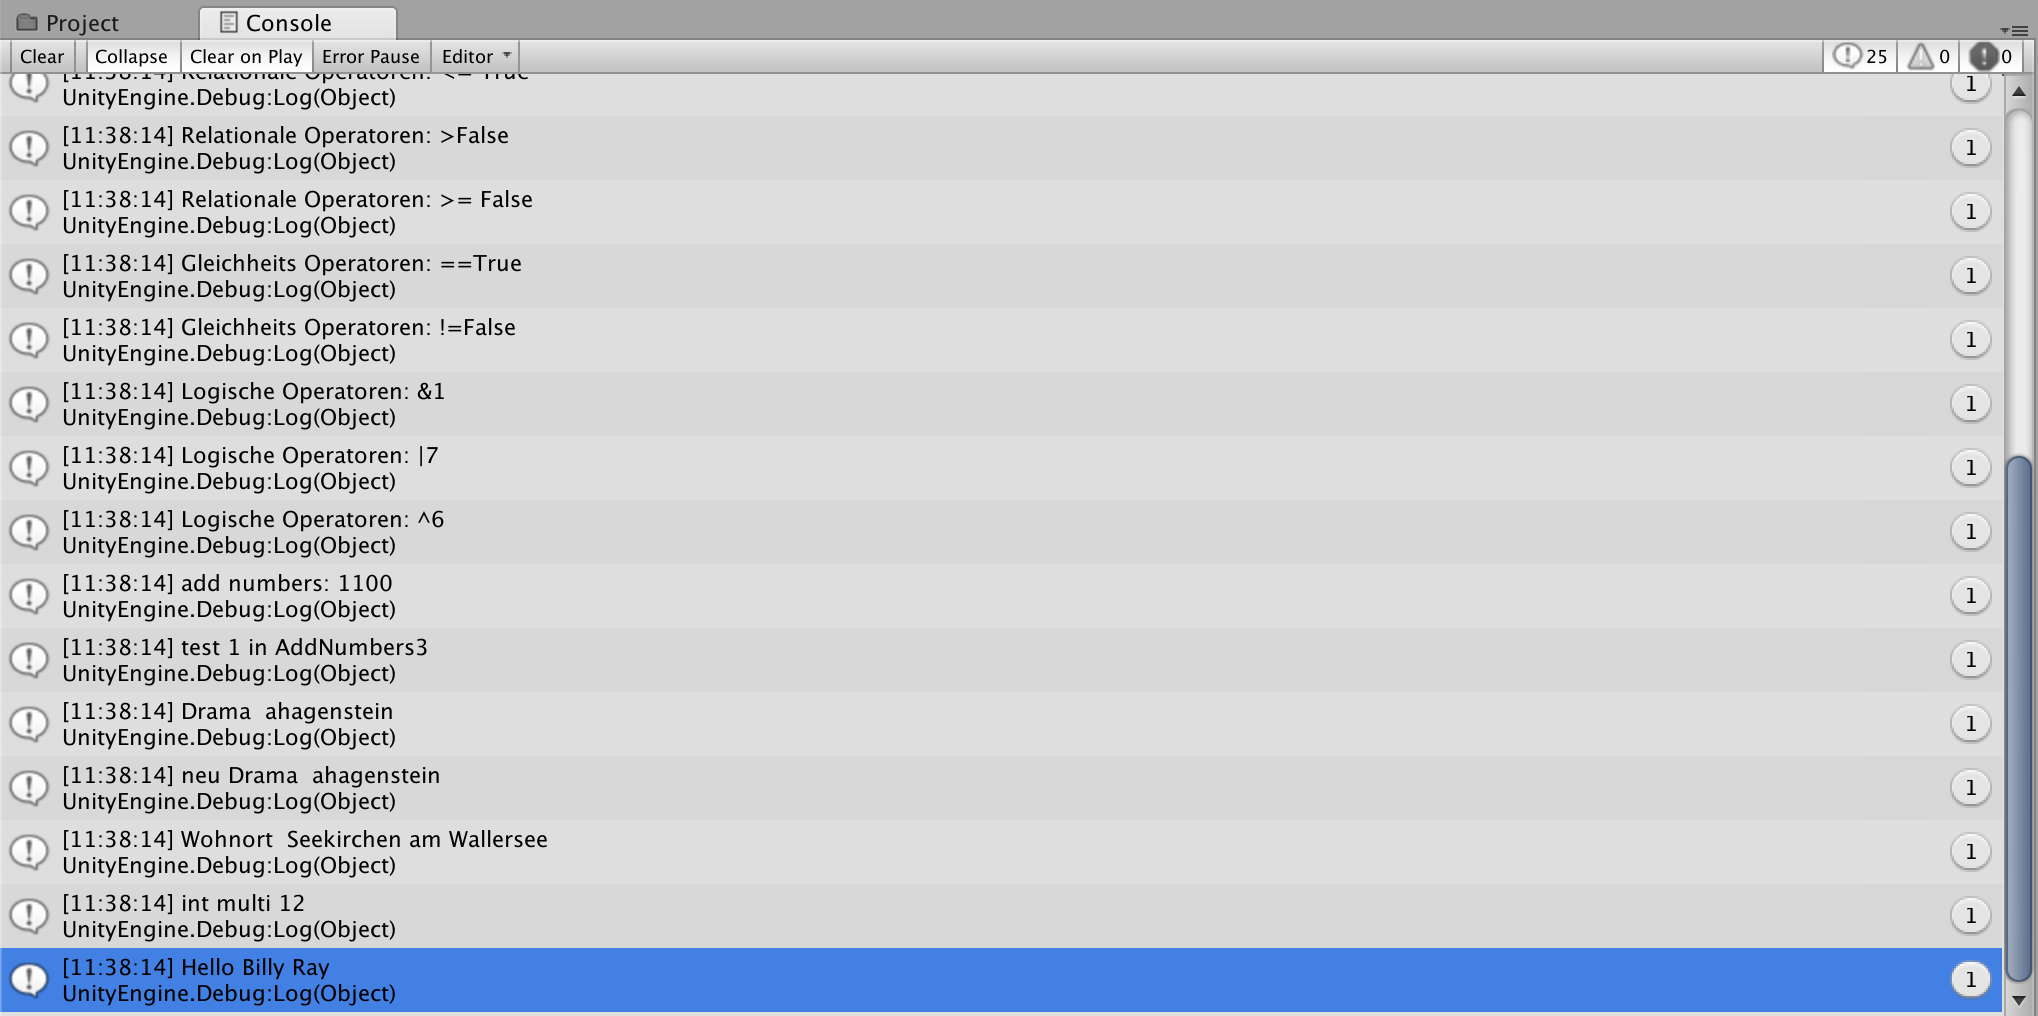 Project
Console
Clear Collapse Clear on Play Error Pause Editor 25 0 0
Relationale Operatoren: <= True
UnityEngine.Debug:Log(Object) 1
[11:38:14] Relationale Operatoren: >False
UnityEngine.Debug:Log(Object) 1
[11:38:14] Relationale Operatoren: >= False
UnityEngine.Debug:Log(Object) 1
[11:38:14] Gleichheits Operatoren: ==True
UnityEngine.Debug:Log(Object) 1
[11:38:14] Gleichheits Operatoren: !=False
UnityEngine.Debug:Log(Object) 1
[11:38:14] Logische Operatoren: &1
UnityEngine.Debug:Log(Object) 1
[11:38:14] Logische Operatoren: |7
UnityEngine.Debug:Log(Object) 1
[11:38:14] Logische Operatoren: ^6
UnityEngine.Debug:Log(Object) 1
[11:38:14] add numbers: 1100
UnityEngine.Debug:Log(Object) 1
[11:38:14] test 1 in AddNumbers3
UnityEngine.Debug:Log(Object) 1
[11:38:14] Drama  ahagenstein
UnityEngine.Debug:Log(Object) 1
[11:38:14] neu Drama  ahagenstein
UnityEngine.Debug:Log(Object) 1
[11:38:14] Wohnort  Seekirchen am Wallersee
UnityEngine.Debug:Log(Object) 1
[11:38:14] int multi 12
UnityEngine.Debug:Log(Object) 1
[11:38:14] Hello Billy Ray
UnityEngine.Debug:Log(Object) 1